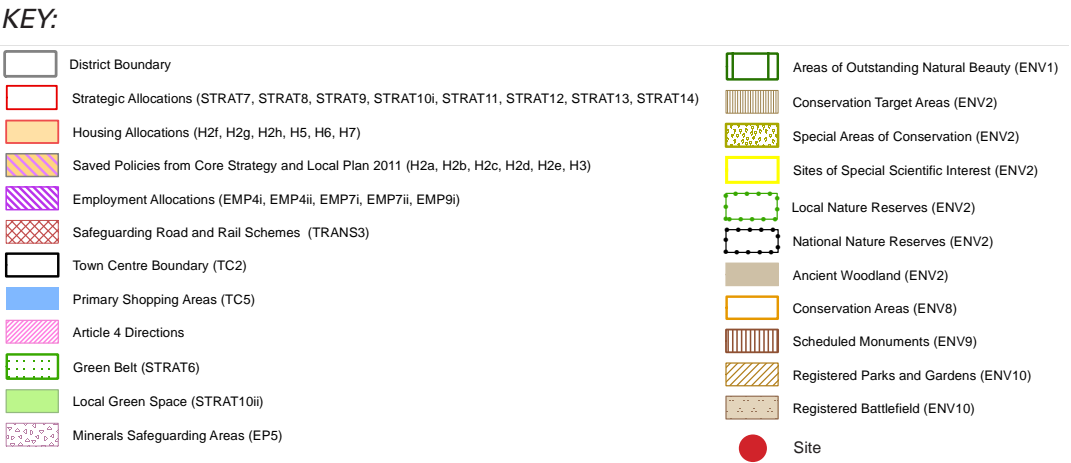 KEY:
District Boundary
Strategic Allocations (STRAT7, STRAT8, STRAT9, STRAT10i, STRAT11, STRAT12, STRAT13, STRAT14)
Housing Allocations (H2f, H2g, H2h, H5, H6, H7)
Saved Policies from Core Strategy and Local Plan 2011 (H2a, H2b, H2c, H2d, H2e, H3)
Employment Allocations (EMP4i, EMP4ii, EMP7i, EMP7ii, EMP9i)
Safeguarding Road and Rail Schemes (TRANS3)
Town Centre Boundary (TC2)
Primary Shopping Areas (TC5)
Article 4 Directions
Green Belt (STRAT6)
Local Green Space (STRAT10ii)
Minerals Safeguarding Areas (EP5)
Areas of Outstanding Natural Beauty (ENV1)
Conservation Target Areas (ENV2)
Special Areas of Conservation (ENV2)
Sites of Special Scientific Interest (ENV2)
Local Nature Reserves (ENV2)
National Nature Reserves (ENV2)
Ancient Woodland (ENV2)
Conservation Areas (ENV8)
Scheduled Monuments (ENV9)
Registered Parks and Gardens (ENV10)
Registered Battlefield (ENV10)
Site